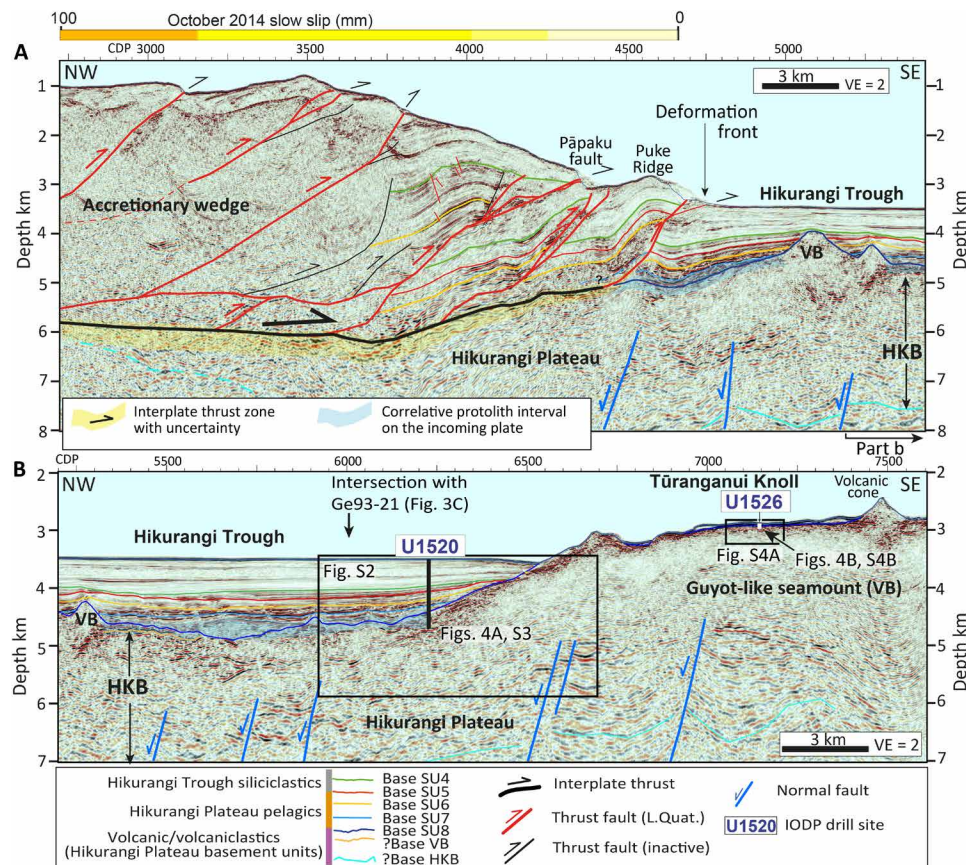 100 October 2014 slow slip (mm) 0
A
CDP 3000 3500 4000 4500 5000
NW SE
3 km VE = 2
Deformation
front
Pāpaku
fault
Puke
Ridge
Hikurangi Trough
Accretionary wedge
VB
?
Hikurangi Plateau
HKB
Depth km
1
2
3
4
5
6
7
8
Depth km
1
2
3
4
5
6
7
8
Interplate thrust zone
with uncertainty
Correlative protolith interval
on the incoming plate
Part b
B
CDP 5500 6000 6500 7000 7500
NW SE
Intersection with
Ge93-21 (Fig. 3C)
Tūranganui Knoll
Volcanic
cone
U1526
Hikurangi Trough
U1520
Fig. S2
Fig. S4A
Figs. 4B, S4B
Guyot-like seamount (VB)
VB
Figs. 4A, S3
HKB
Hikurangi Plateau
3 km VE = 2
Depth km
2
3
4
5
6
7
Depth km
2
3
4
5
6
7
Hikurangi Trough siliciclastics
Hikurangi Plateau pelagics
Volcanic/volcaniclastics
(Hikurangi Plateau basement units)
Base SU4
Base SU5
Base SU6
Base SU7
Base SU8
?Base VB
?Base HKB
Interplate thrust
Thrust fault (L.Quat.)
Thrust fault (inactive)
Normal fault
U1520 IODP drill site